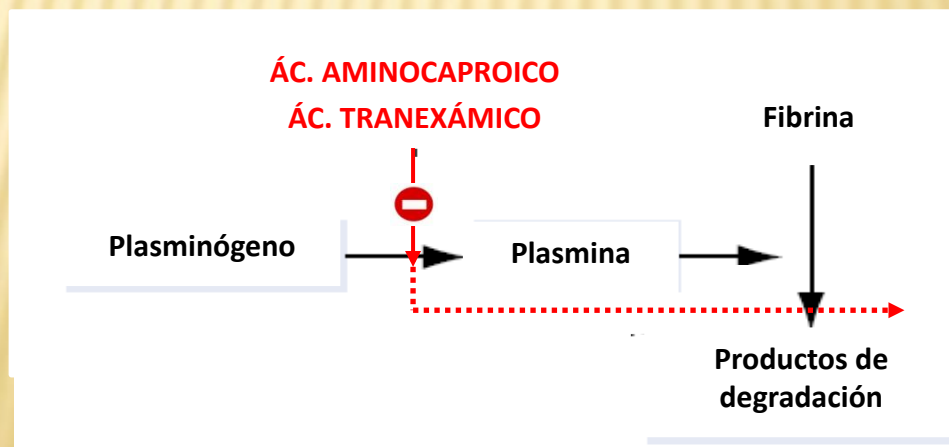 ÁC. AMINOCAPROICO
ÁC. TRANEXÁMICO
Fibrina
Plasminógeno
Plasmina
Productos de
degradación